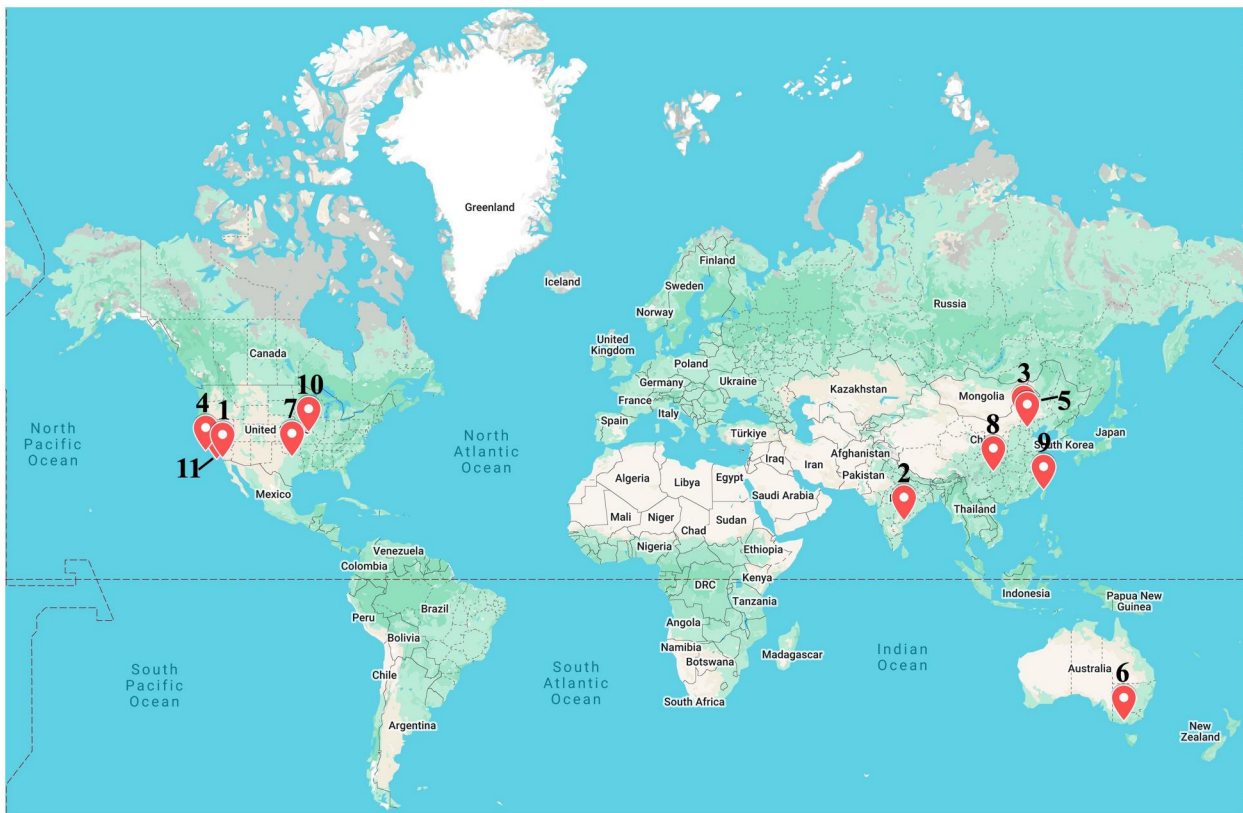 Greenland
Iceland
Finland
Sweden
Norway
Russia
United
Kingdom
Canada
Poland
Germany
Ukraine
Kazakhstan
Mongolia
3
5
10
4
1
7
France
Italy
Spain
Türkiye
North
Pacific
Ocean
United
North
Atlantic
Ocean
8
9
South Korea
Japan
11
Iraq
Iran
Afghanistan
Pakistan
2
Mexico
Algeria
Libya
Egypt
Saudi Arabia
Mali
Niger
Chad
Sudan
Thailand
Nigeria
Ethiopia
Venezuela
Colombia
DRC
Kenya
Tanzania
Indonesia
Papua New
Guinea
Peru
Brazil
Bolivia
Angola
Namibia
Botswana
Madagascar
Indian
Ocean
Australia
6
South
Pacific
Ocean
Chile
South
Atlantic
Ocean
South Africa
Argentina
New
Zealand